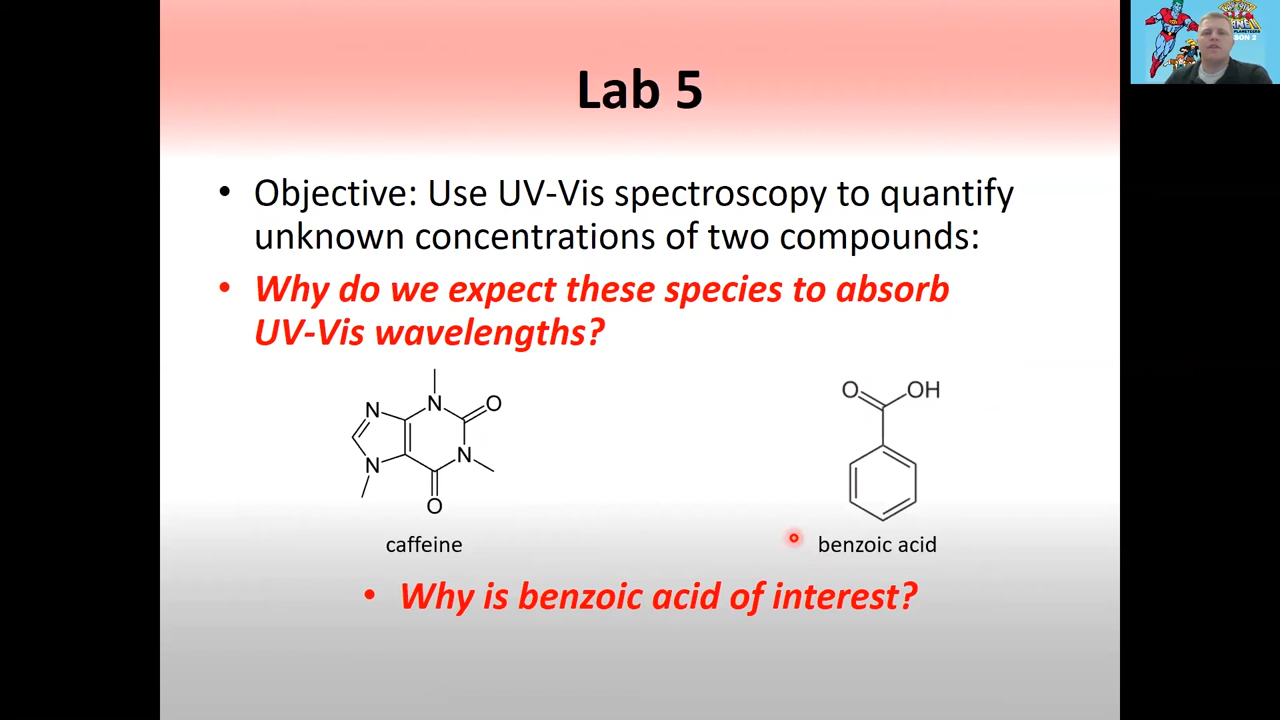 Lab 5
• Objective: Use UV-Vis spectroscopy to quantify
unknown concentrations of two compounds:
• Why do we expect these species to absorb
UV-Vis wavelengths?
N
N
O
N
N
O
caffeine
O
OH
benzoic acid
• Why is benzoic acid of interest?